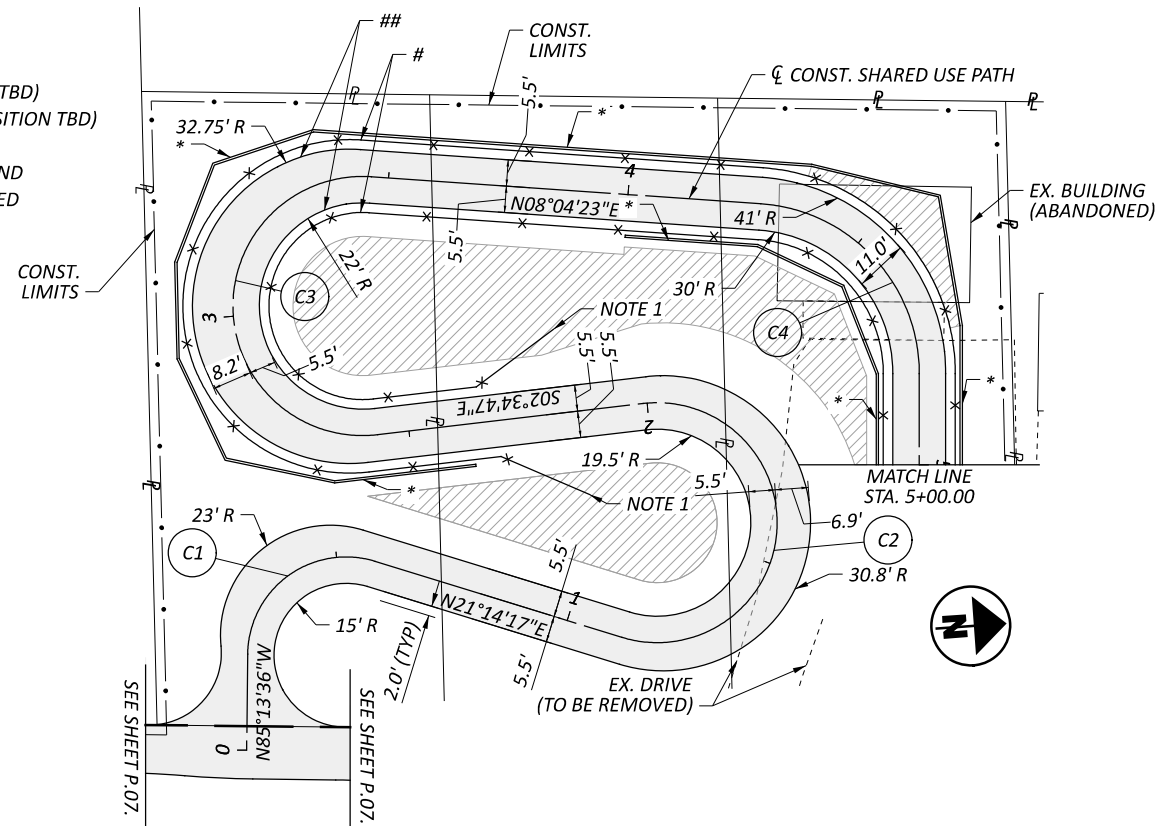 ##
#
CONST.
LIMITS
℄ CONST. SHARED USE PATH
TBD)
SITION TBD)
ND
ED
5.5'
PL
PL
PL
32.75' R
*
*
4
N08°04'23"E
*
41' R
EX. BUILDING
(ABANDONED)
PL
PL
5.5'
11.0'
CONST.
LIMITS
22' R
30' R
C3
NOTE 1
C4
3
8.2'
5.5'
5.5'
5.5'
S02°34'47"E
PL
2
PL
*
*
19.5' R
PL
PL
MATCH LINE
STA. 5+00.00
*
NOTE 1
5.5'
6.9'
23' R
C1
C2
30.8' R
5.5'
1
N21°14'17"E
15' R
2.0' (TYP)
5.5'
N
EX. DRIVE
(TO BE REMOVED)
SEE SHEET P.07.
0
N85°13'36"W
SEE SHEET P.07.